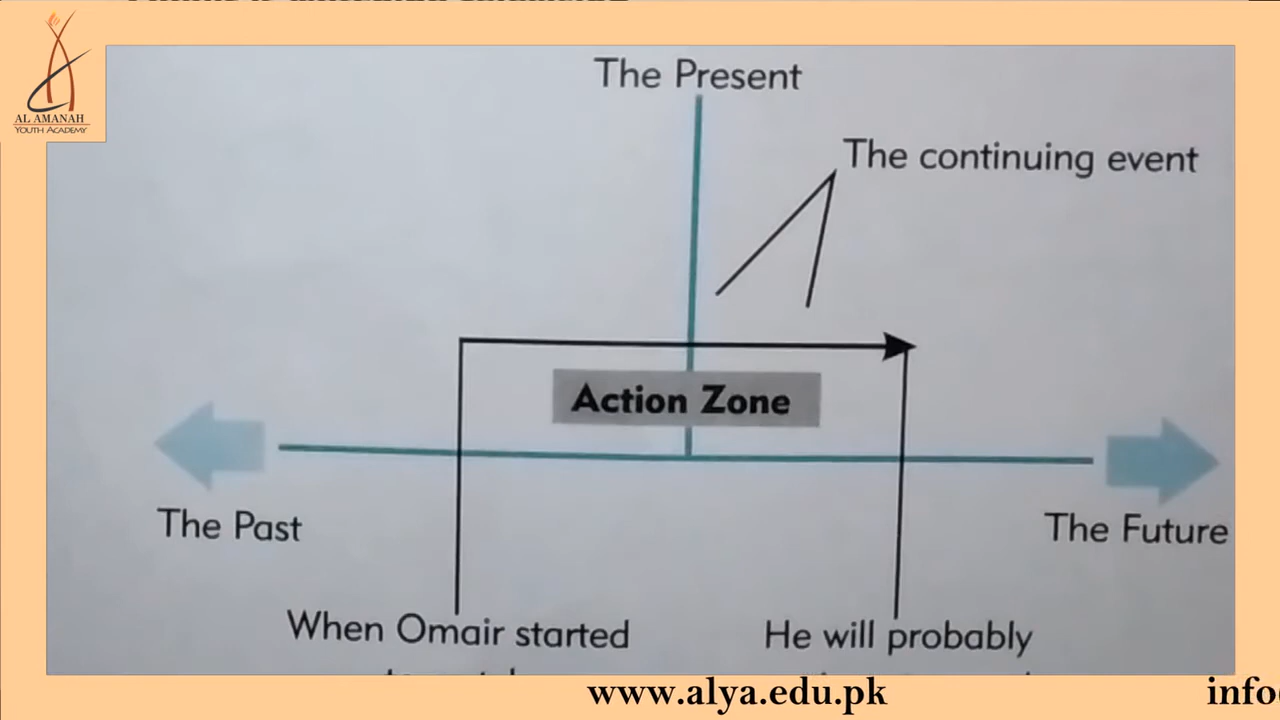 AL AMANAH
YOUTH ACADEMY
The Present
The continuing event
Action Zone
The Past
The Future
When Omair started
He will probably
www.alya.edu.pk
info@